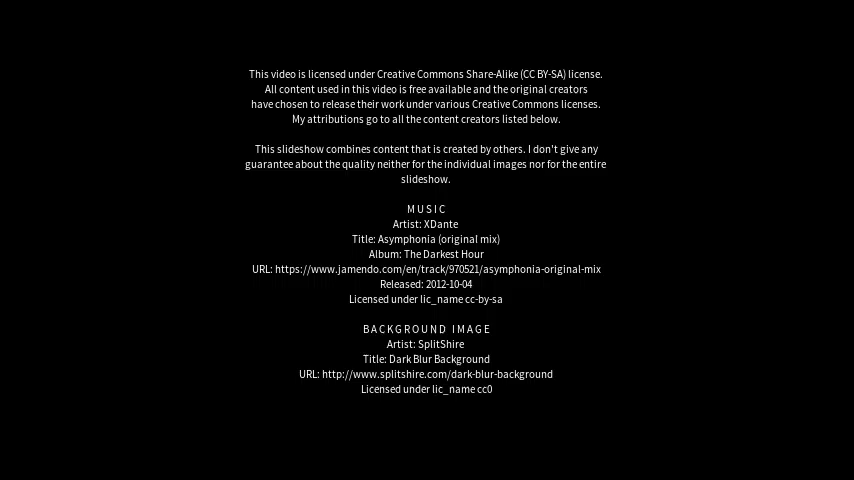 This video is licensed under Creative Commons Share-Alike (CC BY-SA) license.
All content used in this video is free available and the original creators
have chosen to release their work under various Creative Commons licenses.
My attributions go to all the content creators listed below.
This slideshow combines content that is created by others. I don't give any
guarantee about the quality neither for the individual images nor for the entire
slideshow.
MUSIC
Artist: XDante
Title: Asymphonia (original mix)
Album: The Darkest Hour
URL: https://www.jamendo.com/en/track/970521/asymphonia-original-mix
Released: 2012-10-04
Licensed under lic_name cc-by-sa
BACKGROUND IMAGE
Artist: SplitShire
Title: Dark Blur Background
URL: http://www.splitshire.com/dark-blur-background
Licensed under lic_name cc0